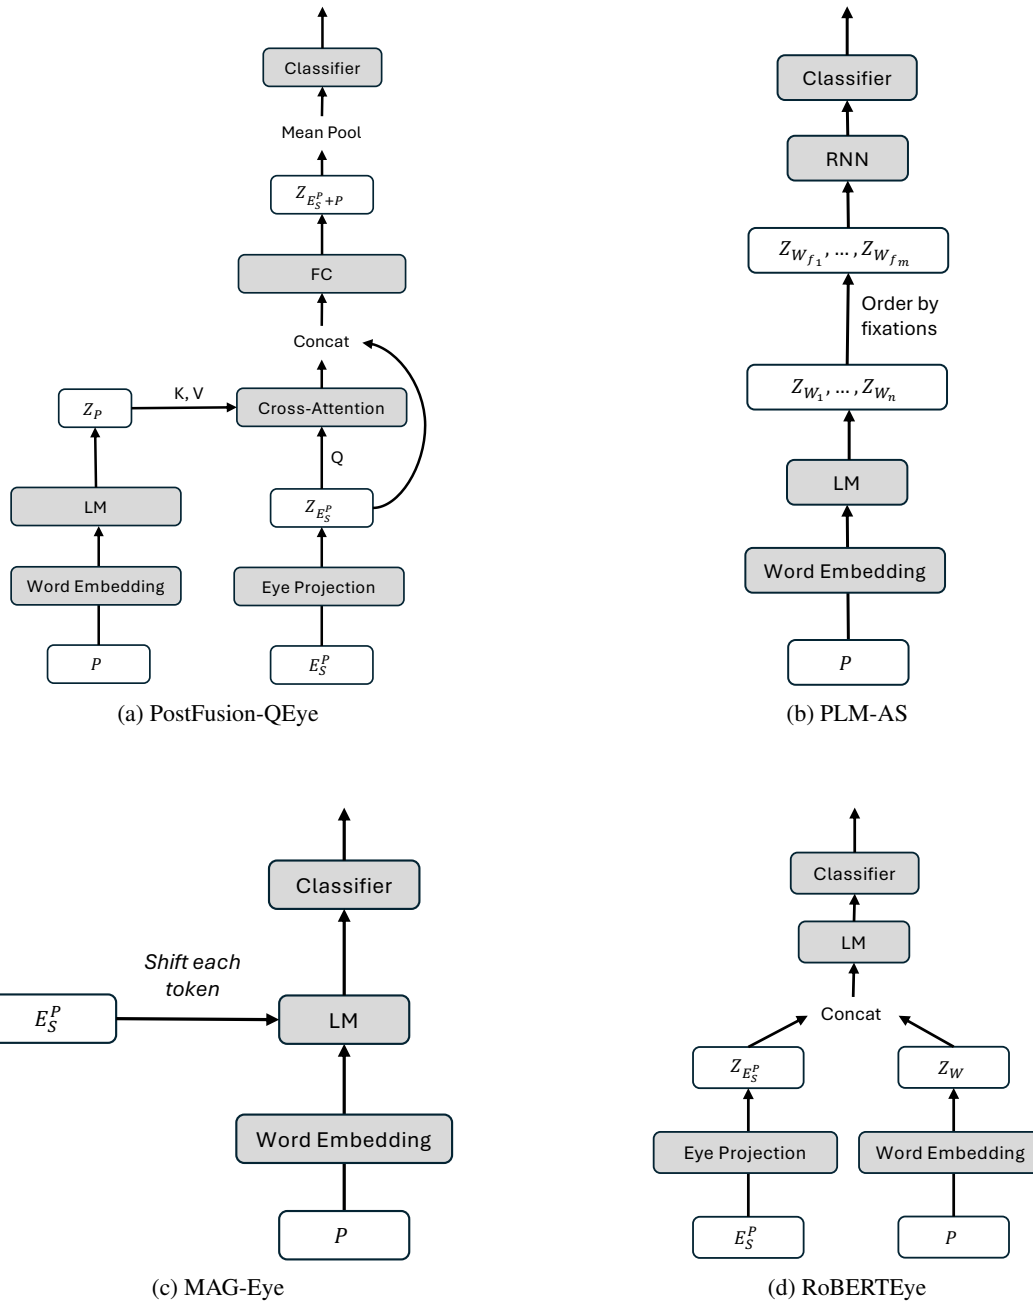 Classifier
Mean Pool
Z_{E_S^P+P}
FC
Concat
K, V
Z_P
Cross-Attention
Q
LM
Z_{E_S^P}
Word Embedding
Eye Projection
P
E_S^P
(a) PostFusion-QEye
Classifier
RNN
Z_{W_{f_1}}, … , Z_{W_{f_m}}
Order by
fixations
Z_{W_1}, … , Z_{W_n}
LM
Word Embedding
P
(b) PLM-AS
Classifier
Shift each
token
E_S^P
LM
Word Embedding
P
(c) MAG-Eye
Classifier
LM
Concat
Z_{E_S^P}
Z_W
Eye Projection
Word Embedding
E_S^P
P
(d) RoBERTEye